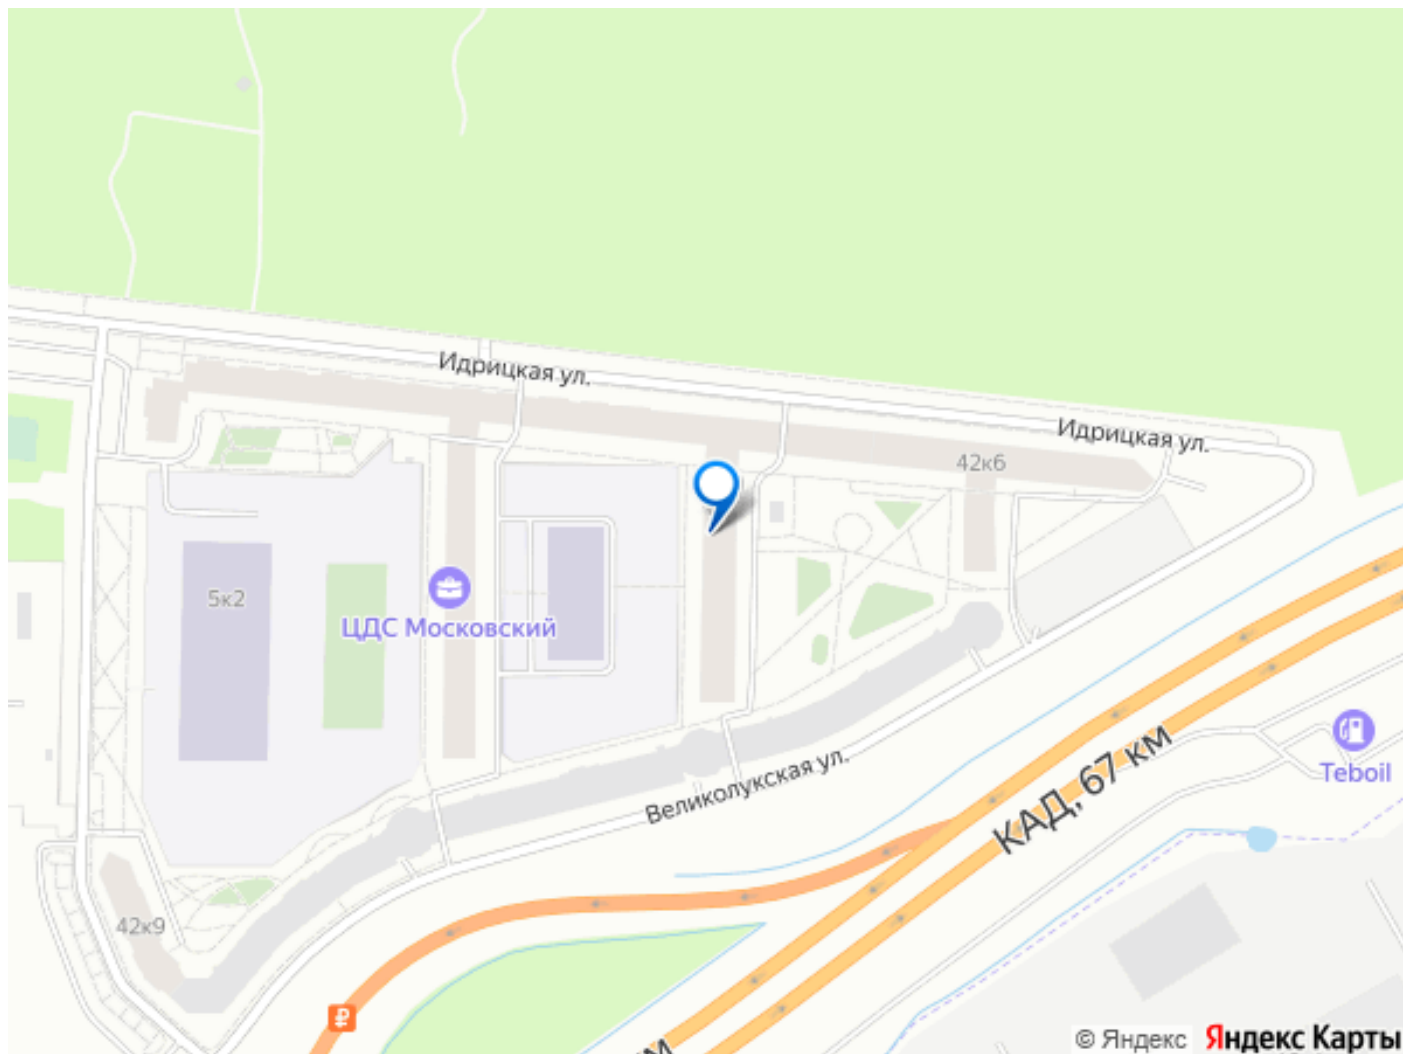 Идрицкая ул.
Идрицкая ул.
42к6
5к2
ЦДС Московский
КАД, 67 км
Teboil
Великолукская ул.
42к9
© Яндекс Яндекс Карты